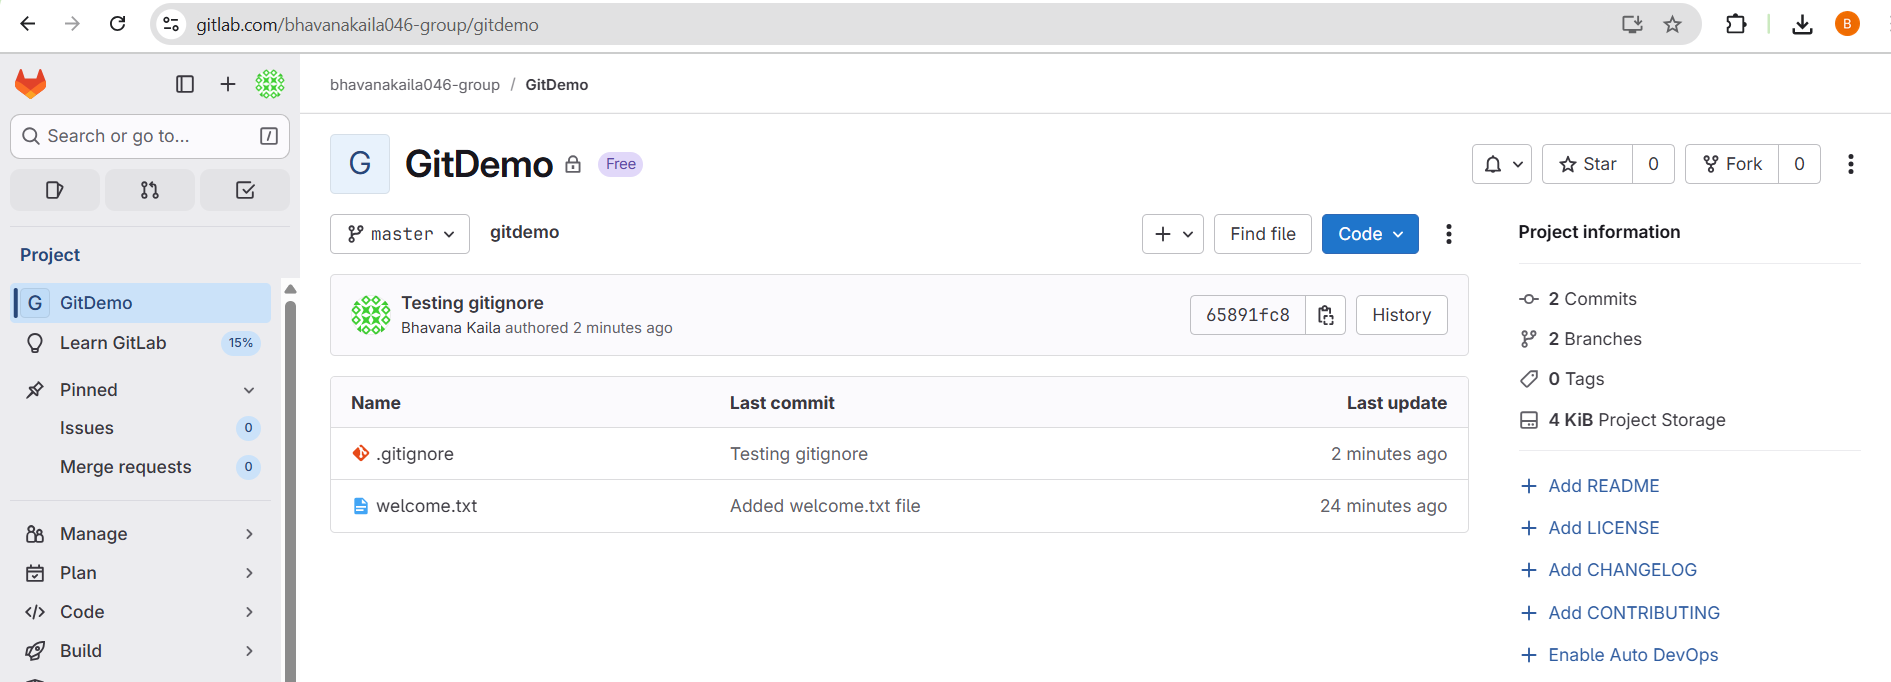 gitlab.com/bhavanakaila046-group/gitdemo
B
bhavanakaila046-group / GitDemo
Search or go to...
/
G
GitDemo
Free
Star
0
Fork
0
Project
master
gitdemo
Find file
Code
Project information
G
GitDemo
Testing gitignore
Bhavana Kaila authored 2 minutes ago
65891fc8
History
2 Commits
Learn GitLab
15%
2 Branches
Pinned
Name
Last commit
Last update
0 Tags
Issues
0
4 KiB Project Storage
.gitignore
Testing gitignore
2 minutes ago
Merge requests
0
Add README
welcome.txt
Added welcome.txt file
24 minutes ago
Manage
Add LICENSE
Plan
Add CHANGELOG
Code
Add CONTRIBUTING
Build
Enable Auto DevOps